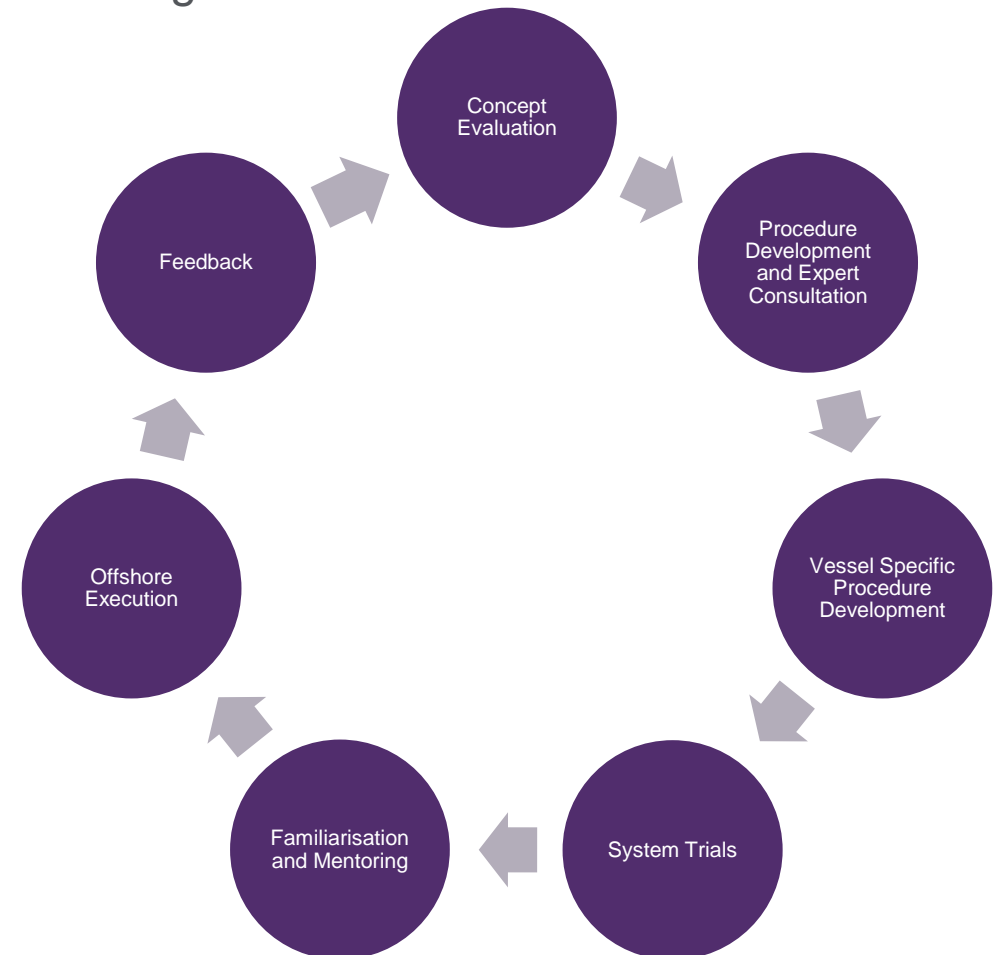 Concept
Evaluation
Procedure
Development
and Expert
Consultation
Vessel Specific
Procedure
Development
System Trials
Familiarisation
and Mentoring
Offshore
Execution
Feedback